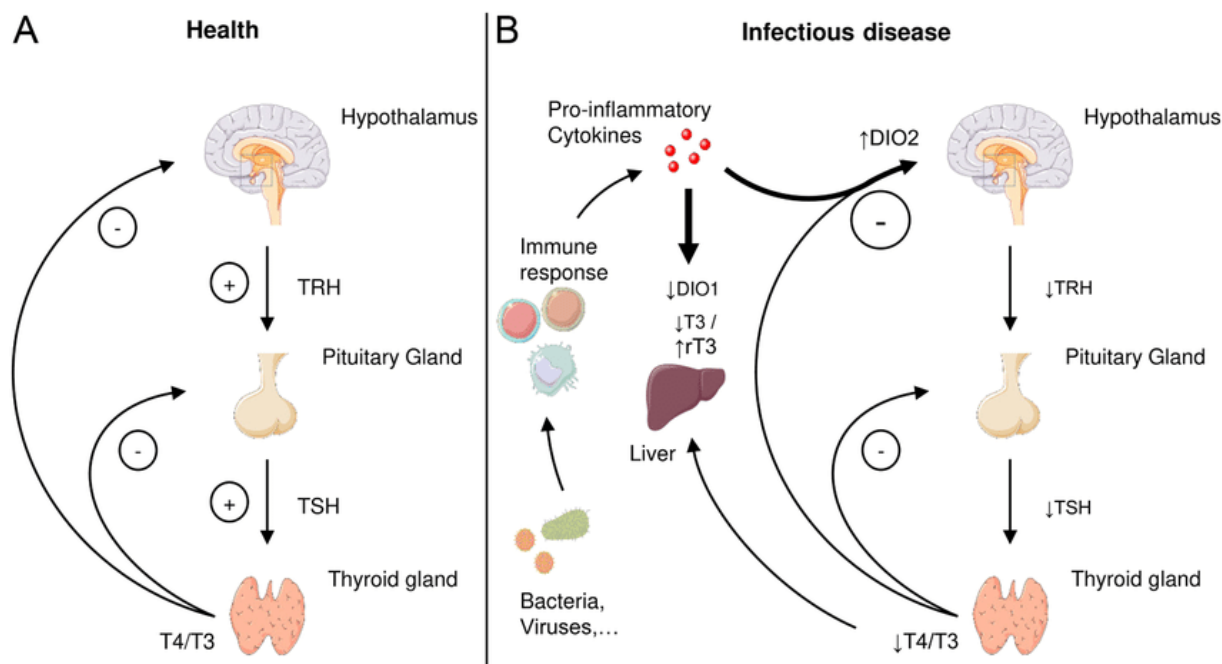 A
Health
Hypothalamus
-
+
TRH
Pituitary Gland
-
+
TSH
Thyroid gland
T4/T3
B
Infectious disease
Pro-inflammatory
Cytokines
↑DIO2
Hypothalamus
-
Immune
response
↓DIO1
↓T3 /
↑rT3
↓TRH
Pituitary Gland
Liver
-
↓TSH
Bacteria,
Viruses,...
Thyroid gland
↓T4/T3